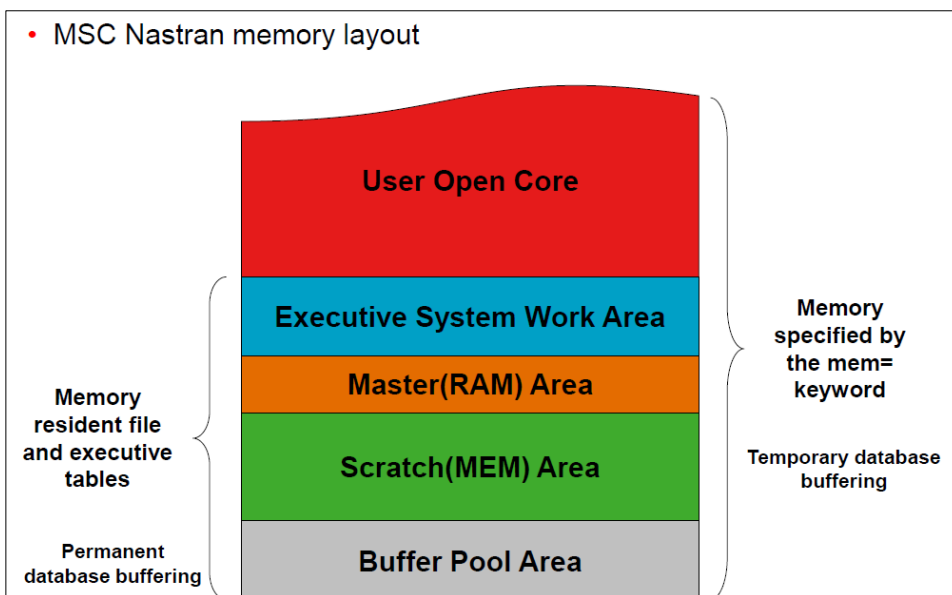 • MSC Nastran memory layout
User Open Core
Executive System Work Area
Master(RAM) Area
Scratch(MEM) Area
Buffer Pool Area
Memory
resident file
and executive
tables
Permanent
database buffering
Memory
specified by
the mem=
keyword
Temporary database
buffering